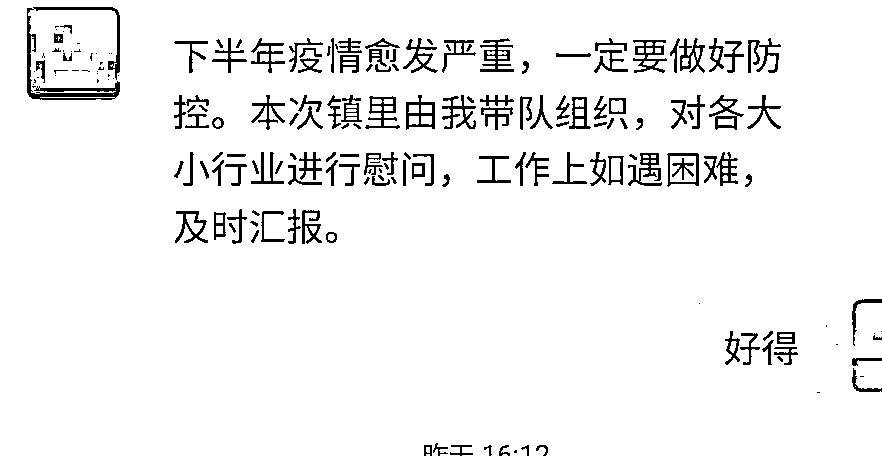 下半年疫情愈发严重，一定要做好防
控。本次镇里由我带队组织，对各大
小行业进行慰问，工作上如遇困难，
及时汇报。
好得
昨天 16:12